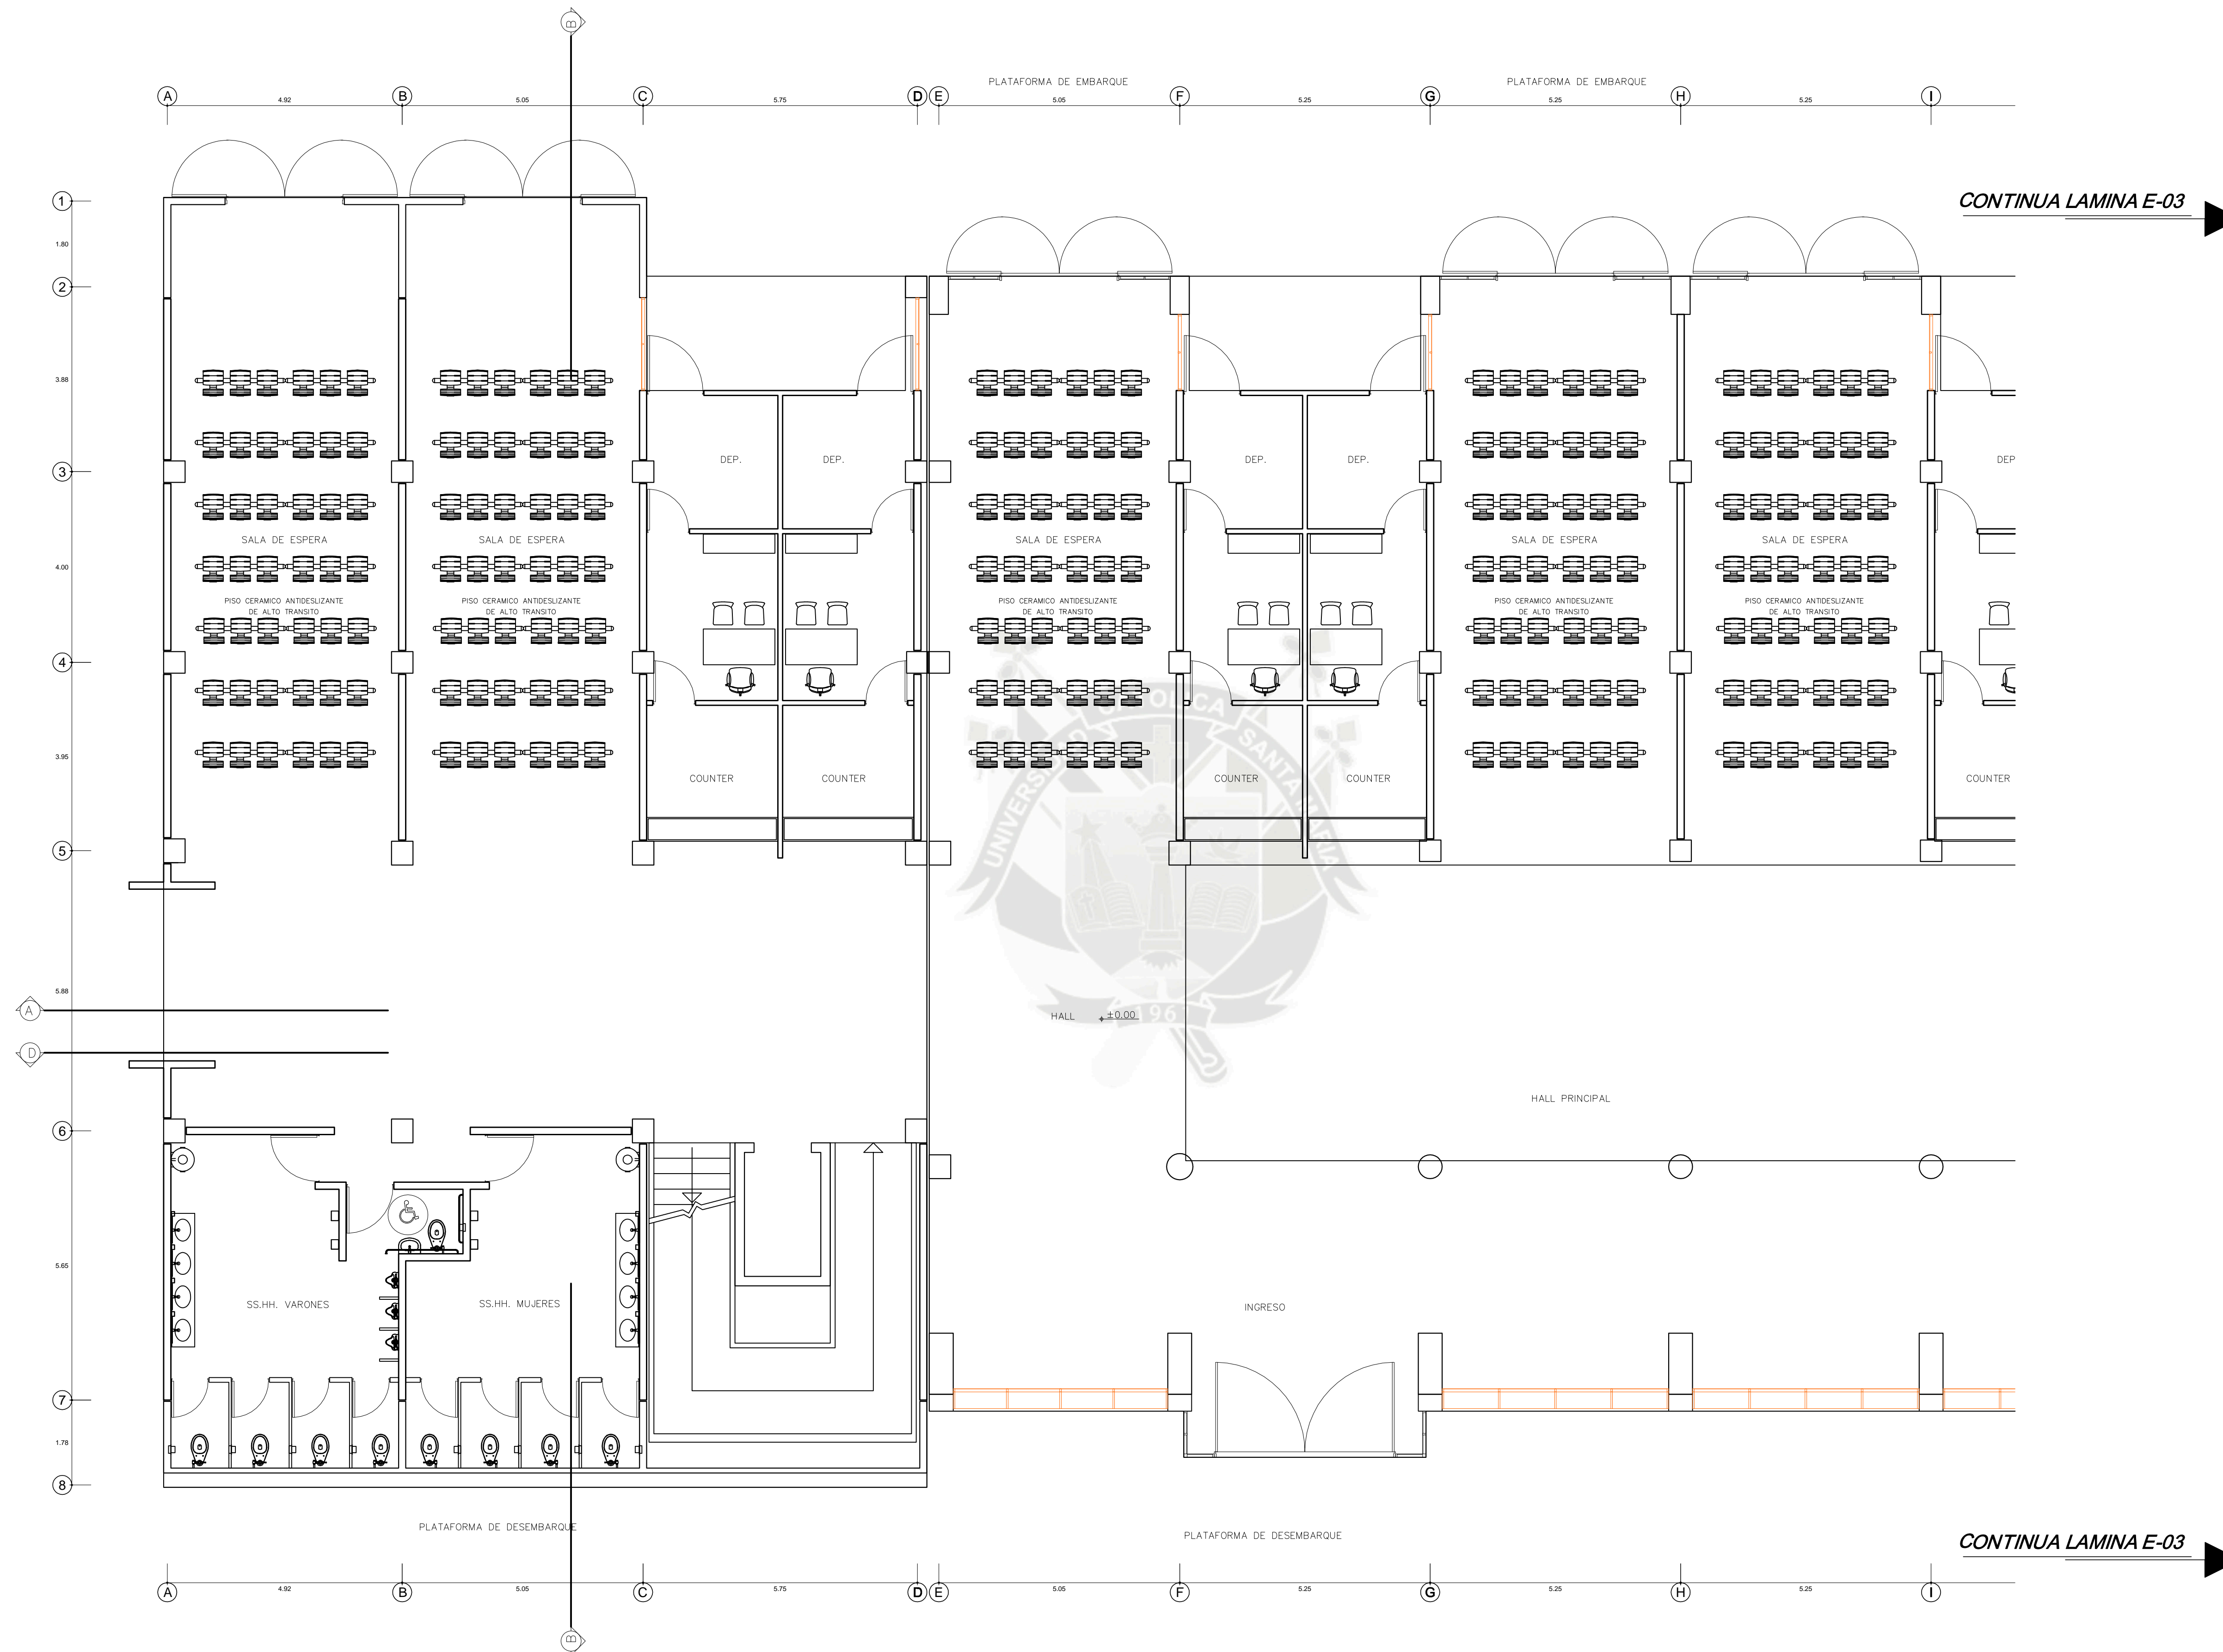 B
PLATAFORMA DE EMBARQUE
PLATAFORMA DE EMBARQUE
A 4.92 B 5.05 C 5.75 D E 5.05 F 5.25 G 5.25 H 5.25 I
1
CONTINUA LAMINA E-03
1.80
2
3.88
DEP. DEP. DEP. DEP. DEP
3
SALA DE ESPERA SALA DE ESPERA SALA DE ESPERA SALA DE ESPERA SALA DE ESPERA
4.00
PISO CERAMICO ANTIDESLIZANTE
DE ALTO TRANSITO
PISO CERAMICO ANTIDESLIZANTE
DE ALTO TRANSITO
PISO CERAMICO ANTIDESLIZANTE
DE ALTO TRANSITO
PISO CERAMICO ANTIDESLIZANTE
DE ALTO TRANSITO
PISO CERAMICO ANTIDESLIZANTE
DE ALTO TRANSITO
4
UNIVERSIDAD CATOLICA SANTA MARIA
3.95
COUNTER COUNTER COUNTER COUNTER COUNTER
5
5.88
A
HALL ±0.00
196
D
HALL PRINCIPAL
6
5.65
SS.HH. VARONES SS.HH. MUJERES
INGRESO
7
1.78
8
PLATAFORMA DE DESEMBARQUE
PLATAFORMA DE DESEMBARQUE
CONTINUA LAMINA E-03
A 4.92 B 5.05 C 5.75 D E 5.05 F 5.25 G 5.25 H 5.25 I
B